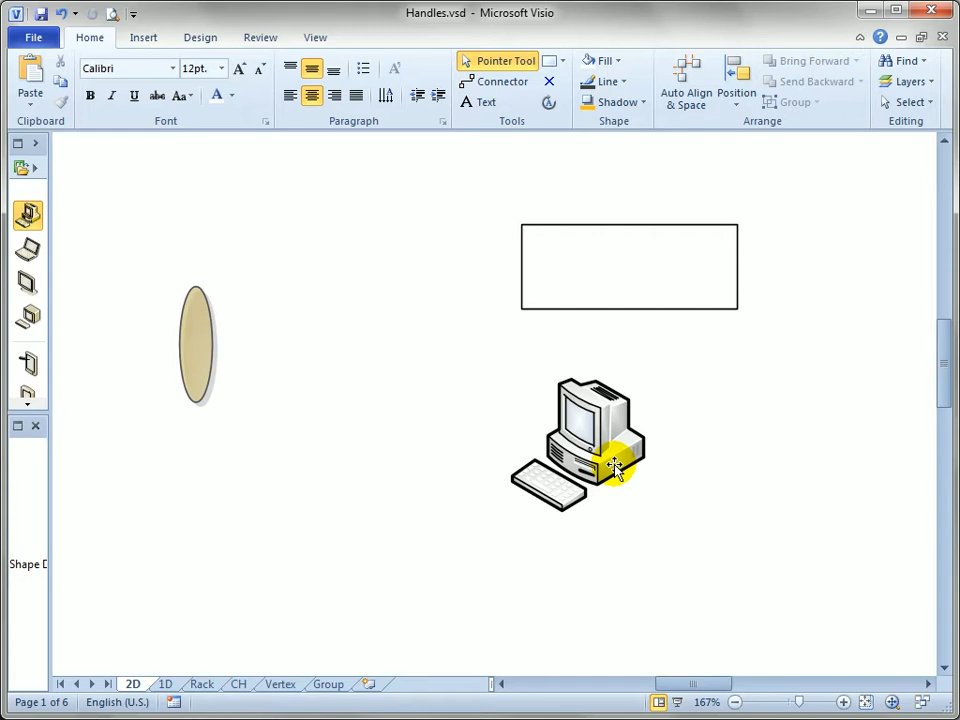 Handles.vsd - Microsoft Visio
File Home Insert Design Review View
Paste
Clipboard
Calibri 12pt.
B I U abc Aa A
Font
Paragraph
Pointer Tool
Connector
A Text
Tools
Fill
Line
Shadow
Shape
Auto Align & Space
Position
Bring Forward
Send Backward
Group
Arrange
Find
Layers
Select
Editing
Shape D
2D 1D Rack CH Vertex Group
Page 1 of 6 English (U.S.) 167%